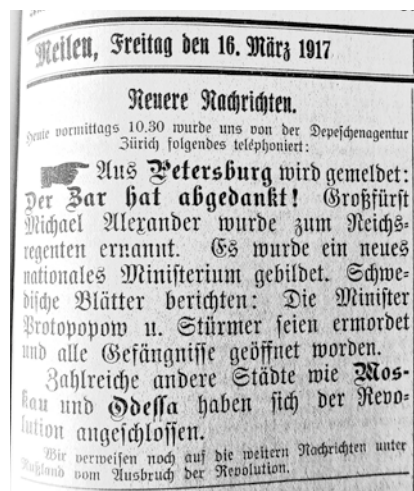 Meilen, Freitag den 16. März 1917
Neuere Nachrichten.
Heute vormittags 10.30 wurde uns von der Depeschenagentur
Zürich folgendes telephoniert:
Aus Petersburg wird gemeldet:
Der Zar hat abgedankt! Großfürst
Michael Alexander wurde zum Reichs-
regenten ernannt. Es wurde ein neues
nationales Ministerium gebildet. Schwe-
dische Blätter berichten: Die Minister
Protopopow u. Stürmer seien ermordet
und alle Gefängnisse geöffnet worden.
Zahlreiche andere Städte wie Mos-
kau und Odessa haben sich der Revo-
lution angeschlossen.
Wir verweisen noch auf die weitern Nachrichten unter
Rußland vom Ausbruch der Revolution.